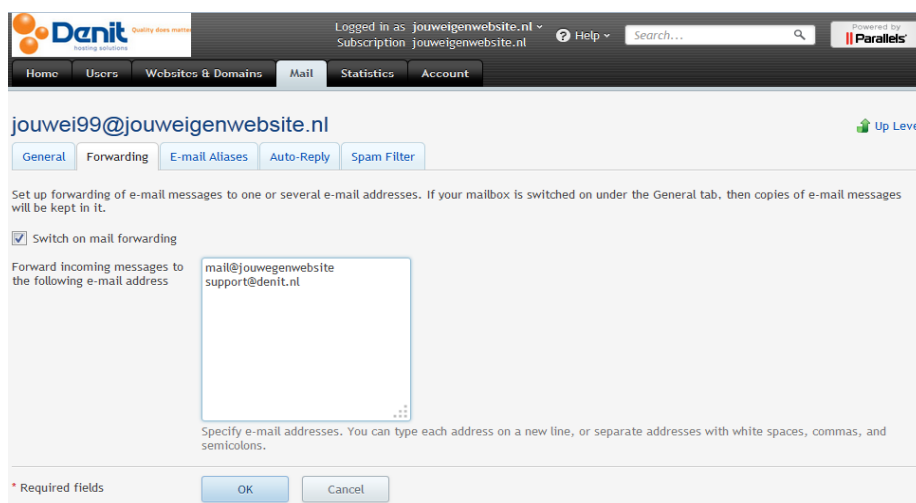 Denit
Quality does matter
hosting solutions
Logged in as jouweigenwebsite.nl
Subscription jouweigenwebsite.nl
? Help
Search...
Powered by
Parallels'
Home Users Websites & Domains Mail Statistics Account
jouwei99@jouweigenwebsite.nl
Up Leve
General Forwarding E-mail Aliases Auto-Reply Spam Filter
Set up forwarding of e-mail messages to one or several e-mail addresses. If your mailbox is switched on under the General tab, then copies of e-mail messages
will be kept in it.
Switch on mail forwarding
Forward incoming messages to
the following e-mail address
mail@jouwegenwebsite
support@denit.nl
Specify e-mail addresses. You can type each address on a new line, or separate addresses with white spaces, commas, and
semicolons.
* Required fields
OK
Cancel